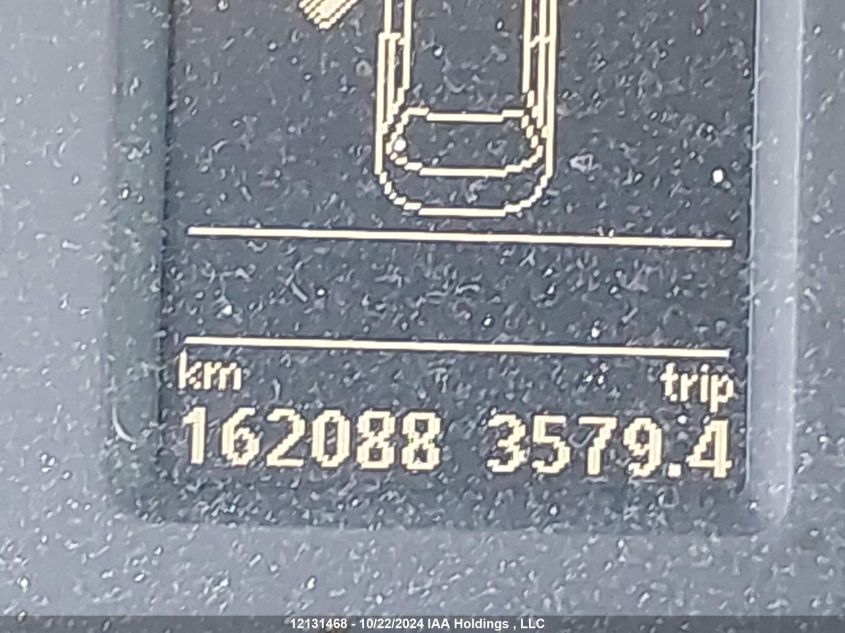 km trip
162088 3579.4
12131468 - 10/22/2024 IAA Holdings , LLC